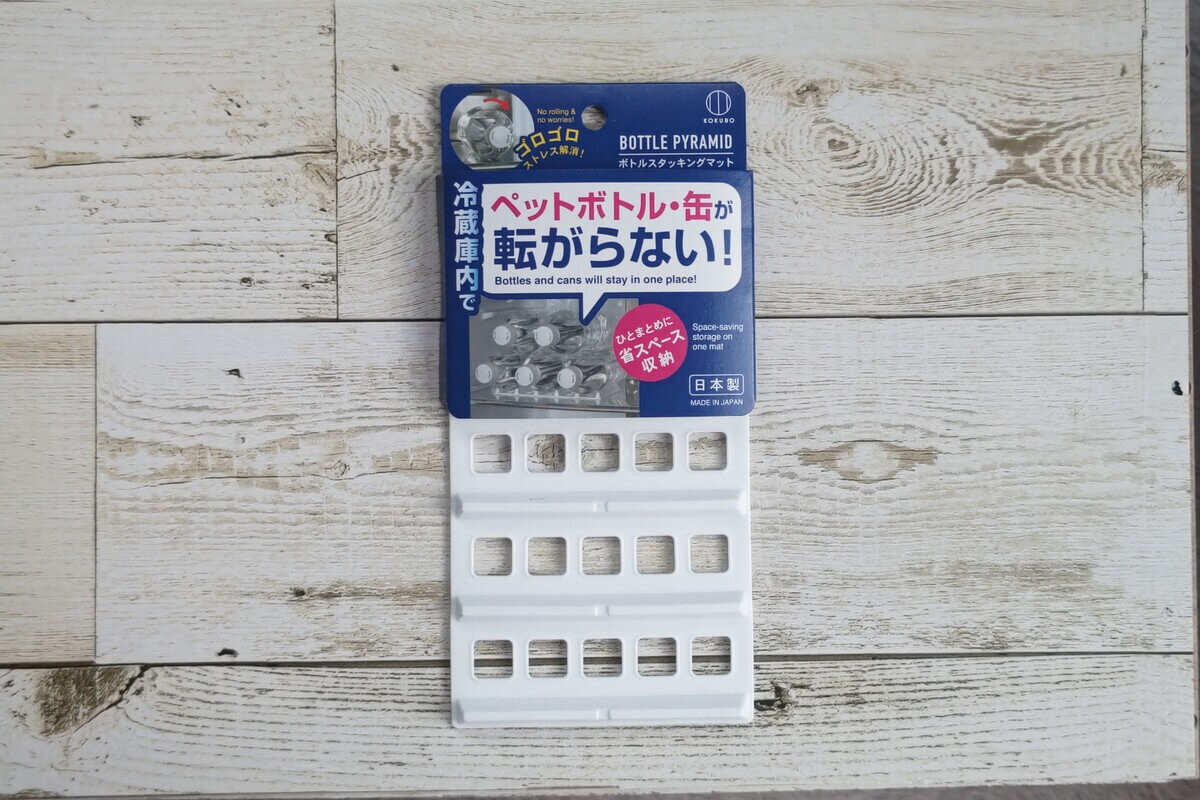 No rolling &
no worries!
ゴロゴロ
ストレス解消!
KOKUBO
BOTTLE PYRAMID
ボトルスタッキングマット
冷蔵庫内で
ペットボトル・缶が
転がらない!
Bottles and cans will stay in one place!
ひとまとめに
省スペース
収納
Space-saving
storage on
one mat
日本製
MADE IN JAPAN